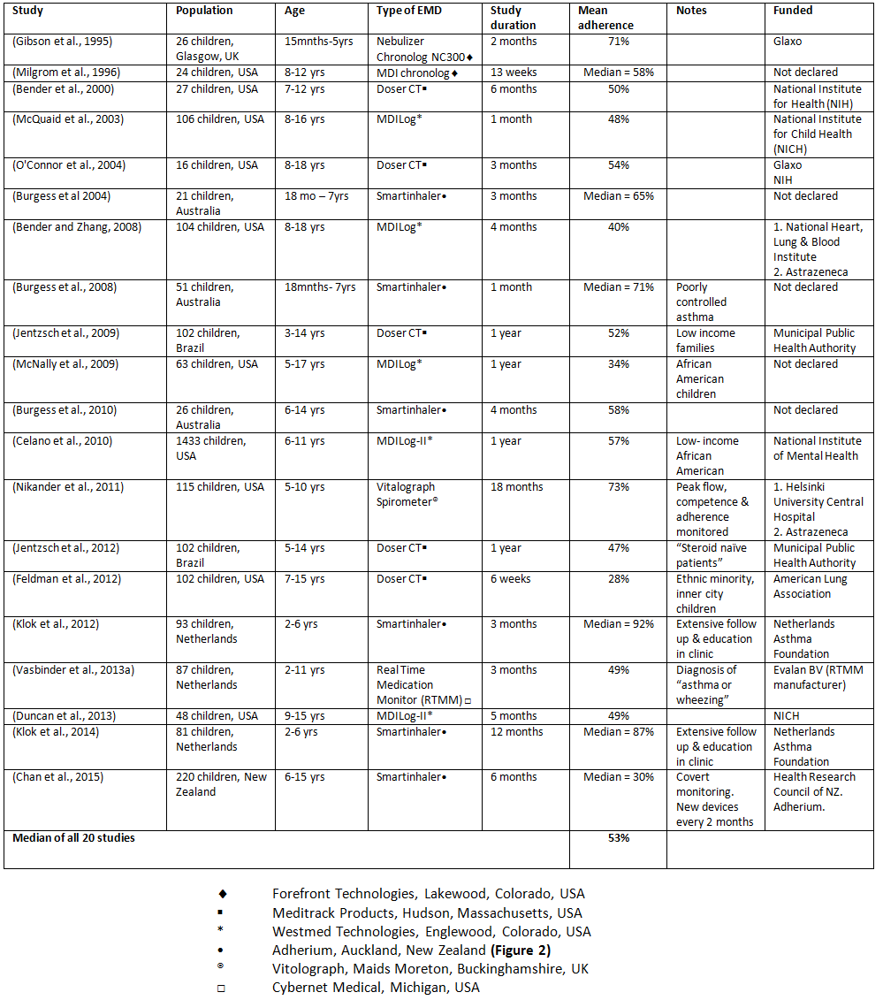 Study Population Age Type of EMD Study duration Mean adherence Notes Funded
(Gibson et al., 1995) 26 children, Glasgow, UK 15mnths-5yrs Nebulizer Chronolog NC300♦ 2 months 71% Glaxo
(Milgrom et al., 1996) 24 children, USA 8-12 yrs MDI chronolog♦ 13 weeks Median = 58% Not declared
(Bender et al., 2000) 27 children, USA 7-12 yrs Doser CT▪ 6 months 50% National Institute for Health (NIH)
(McQuaid et al., 2003) 106 children, USA 8-16 yrs MDILog* 1 month 48% National Institute for Child Health (NICH)
(O'Connor et al., 2004) 16 children, USA 8-18 yrs Doser CT▪ 3 months 54% Glaxo NIH
(Burgess et al 2004) 21 children, Australia 18 mo – 7yrs Smartinhaler• 3 months Median = 65% Not declared
(Bender and Zhang, 2008) 104 children, USA 8-18 yrs MDILog* 4 months 40% 1. National Heart, Lung & Blood Institute 2. Astrazeneca
(Burgess et al., 2008) 51 children, Australia 18mnths- 7yrs Smartinhaler• 1 month Median = 71% Poorly controlled asthma Not declared
(Jentzsch et al., 2009) 102 children, Brazil 3-14 yrs Doser CT▪ 1 year 52% Low income families Municipal Public Health Authority
(McNally et al., 2009) 63 children, USA 5-17 yrs MDILog* 1 year 34% African American children Not declared
(Burgess et al., 2010) 26 children, Australia 6-14 yrs Smartinhaler• 4 months 58% Not declared
(Celano et al., 2010) 1433 children, USA 6-11 yrs MDILog-II* 1 year 57% Low- income African American National Institute of Mental Health
(Nikander et al., 2011) 115 children, USA 5-10 yrs Vitalograph Spirometer® 18 months 73% Peak flow, competence & adherence monitored 1. Helsinki University Central Hospital 2. Astrazeneca
(Jentzsch et al., 2012) 102 children, Brazil 5-14 yrs Doser CT▪ 1 year 47% “Steroid naïve patients” Municipal Public Health Authority
(Feldman et al., 2012) 102 children, USA 7-15 yrs Doser CT▪ 6 weeks 28% Ethnic minority, inner city children American Lung Association
(Klok et al., 2012) 93 children, Netherlands 2-6 yrs Smartinhaler• 3 months Median = 92% Extensive follow up & education in clinic Netherlands Asthma Foundation
(Vasbinder et al., 2013a) 87 children, Netherlands 2-11 yrs Real Time Medication Monitor (RTMM) □ 3 months 49% Diagnosis of “asthma or wheezing” Evalan BV (RTMM manufacturer)
(Duncan et al., 2013) 48 children, USA 9-15 yrs MDILog-II* 5 months 49% NICH
(Klok et al., 2014) 81 children, Netherlands 2-6 yrs Smartinhaler• 12 months Median = 87% Extensive follow up & education in clinic Netherlands Asthma Foundation
(Chan et al., 2015) 220 children, New Zealand 6-15 yrs Smartinhaler• 6 months Median = 30% Covert monitoring. New devices every 2 months Health Research Council of NZ. Adherium.
Median of all 20 studies 53%
♦ Forefront Technologies, Lakewood, Colorado, USA
▪ Meditrack Products, Hudson, Massachusetts, USA
* Westmed Technologies, Englewood, Colorado, USA
• Adherium, Auckland, New Zealand (Figure 2)
® Vitolograph, Maids Moreton, Buckinghamshire, UK
□ Cybernet Medical, Michigan, USA